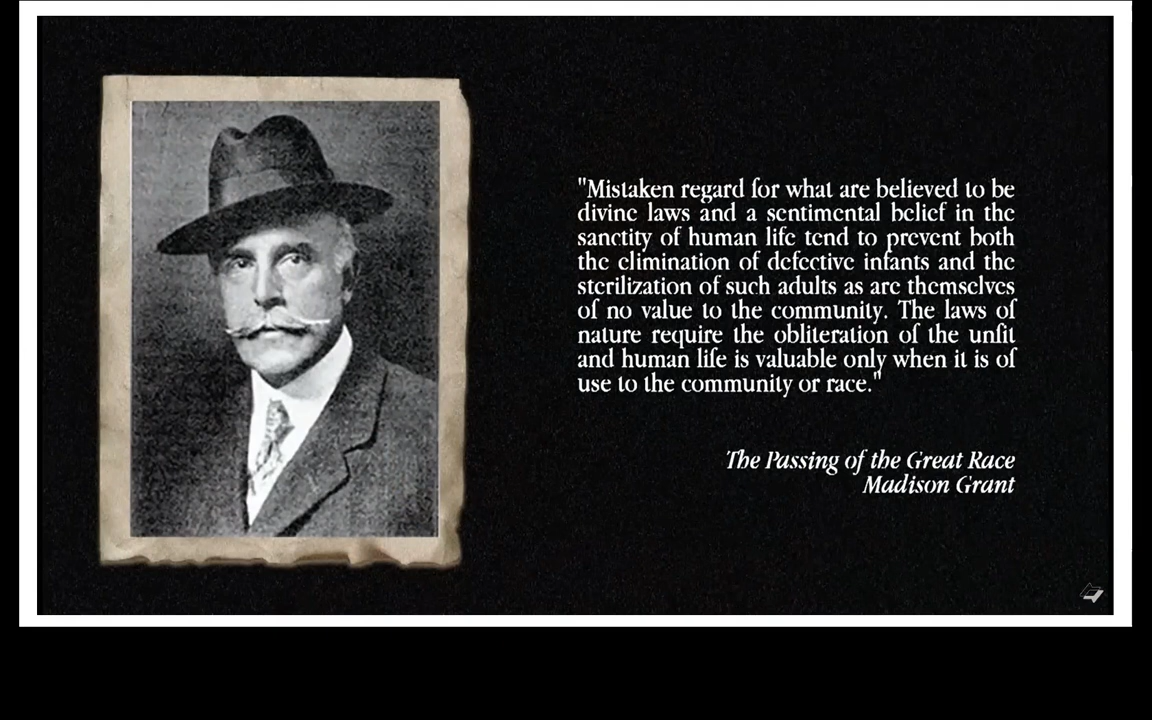 "Mistaken regard for what are believed to be
divine laws and a sentimental belief in the
sanctity of human life tend to prevent both
the elimination of defective infants and the
sterilization of such adults as are themselves
of no value to the community. The laws of
nature require the obliteration of the unfit
and human life is valuable only when it is of
use to the community or race."
The Passing of the Great Race
Madison Grant